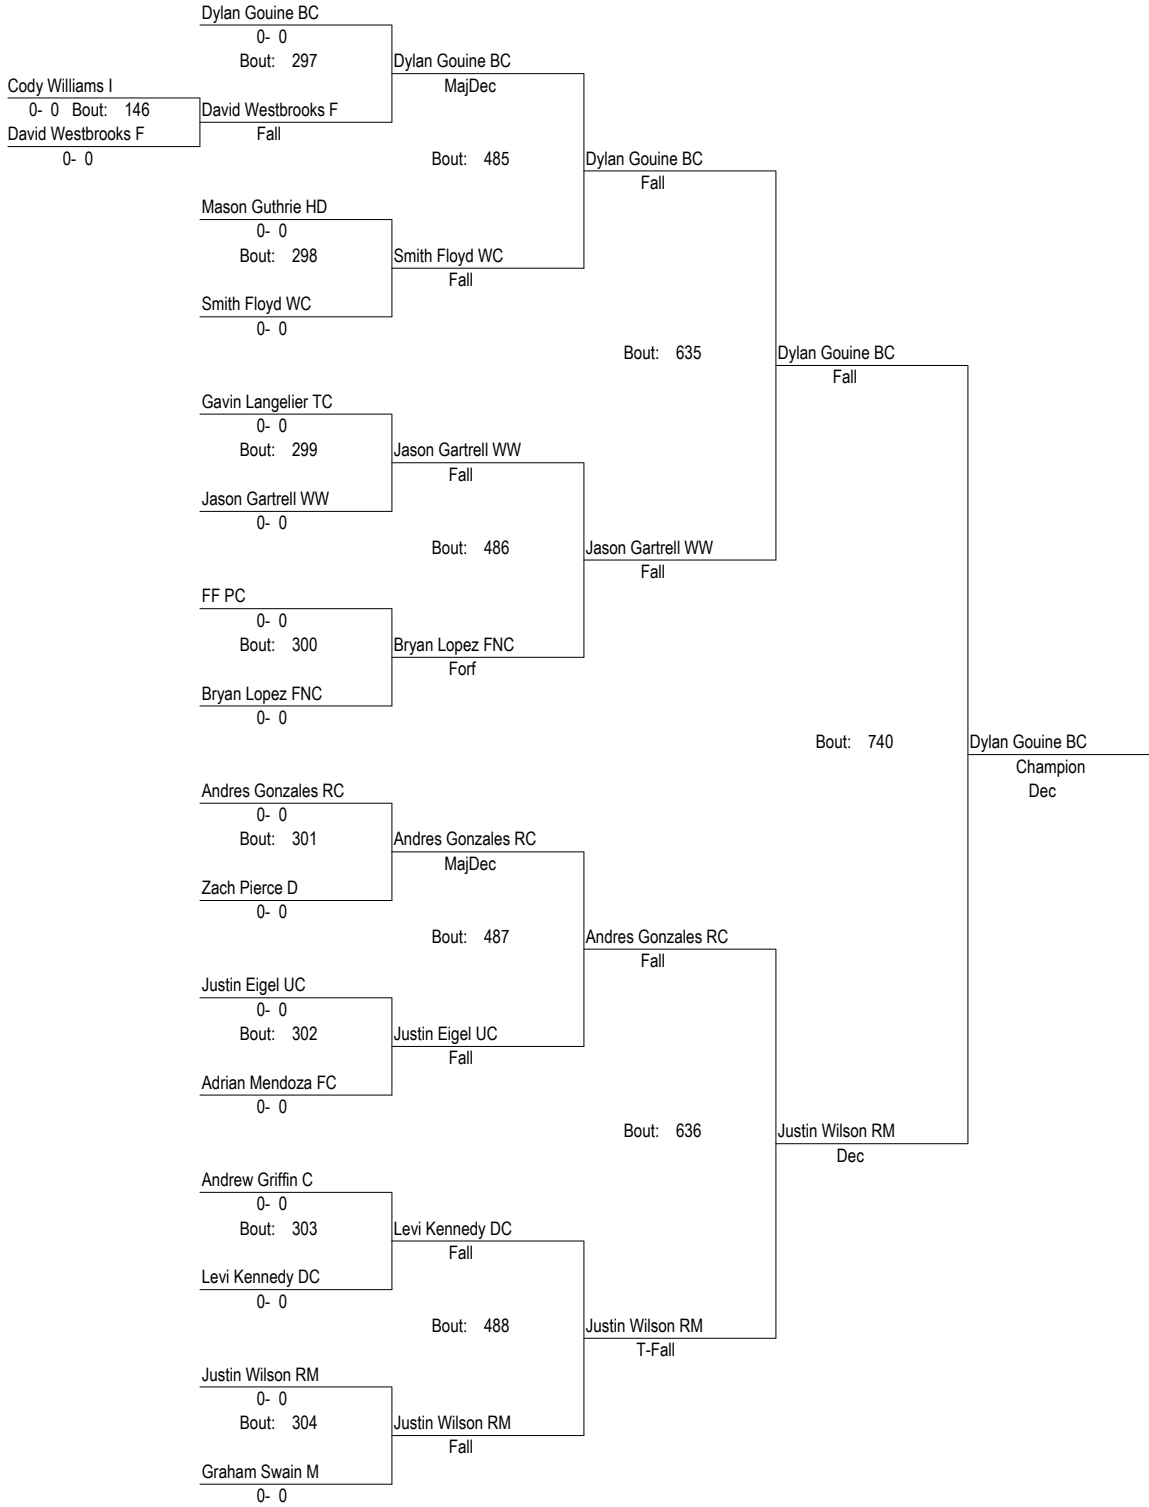 Dylan Gouine BC
0- 0
Bout: 297
Dylan Gouine BC
MajDec
Cody Williams I
0- 0 Bout: 146
David Westbrooks F
Fall
David Westbrooks F
0- 0
Bout: 485
Dylan Gouine BC
Fall
Mason Guthrie HD
0- 0
Bout: 298
Smith Floyd WC
Fall
Smith Floyd WC
0- 0
Bout: 635
Dylan Gouine BC
Fall
Gavin Langelier TC
0- 0
Bout: 299
Jason Gartrell WW
Fall
Jason Gartrell WW
0- 0
Bout: 486
Jason Gartrell WW
Fall
FF PC
0- 0
Bout: 300
Bryan Lopez FNC
Forf
Bryan Lopez FNC
0- 0
Bout: 740
Dylan Gouine BC
Champion
Dec
Andres Gonzales RC
0- 0
Bout: 301
Andres Gonzales RC
MajDec
Zach Pierce D
0- 0
Bout: 487
Andres Gonzales RC
Fall
Justin Eigel UC
0- 0
Bout: 302
Justin Eigel UC
Fall
Adrian Mendoza FC
0- 0
Bout: 636
Justin Wilson RM
Dec
Andrew Griffin C
0- 0
Bout: 303
Levi Kennedy DC
Fall
Levi Kennedy DC
0- 0
Bout: 488
Justin Wilson RM
T-Fall
Justin Wilson RM
0- 0
Bout: 304
Justin Wilson RM
Fall
Graham Swain M
0- 0